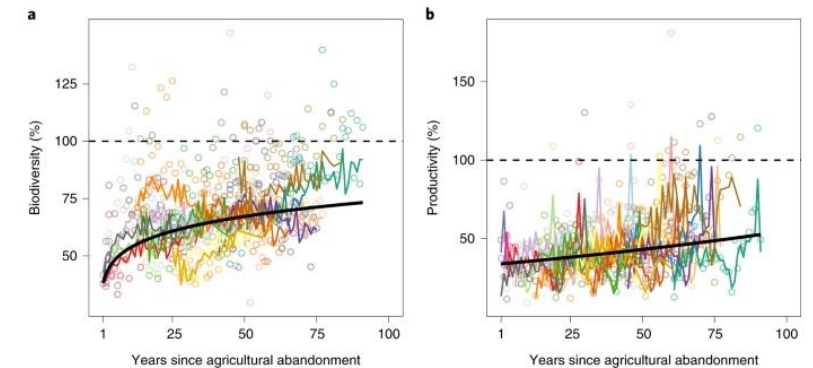 a
Biodiversity (%)
125
100
75
50
1 25 50 75 100
Years since agricultural abandonment
b
Productivity (%)
150
100
50
1 25 50 75 100
Years since agricultural abandonment